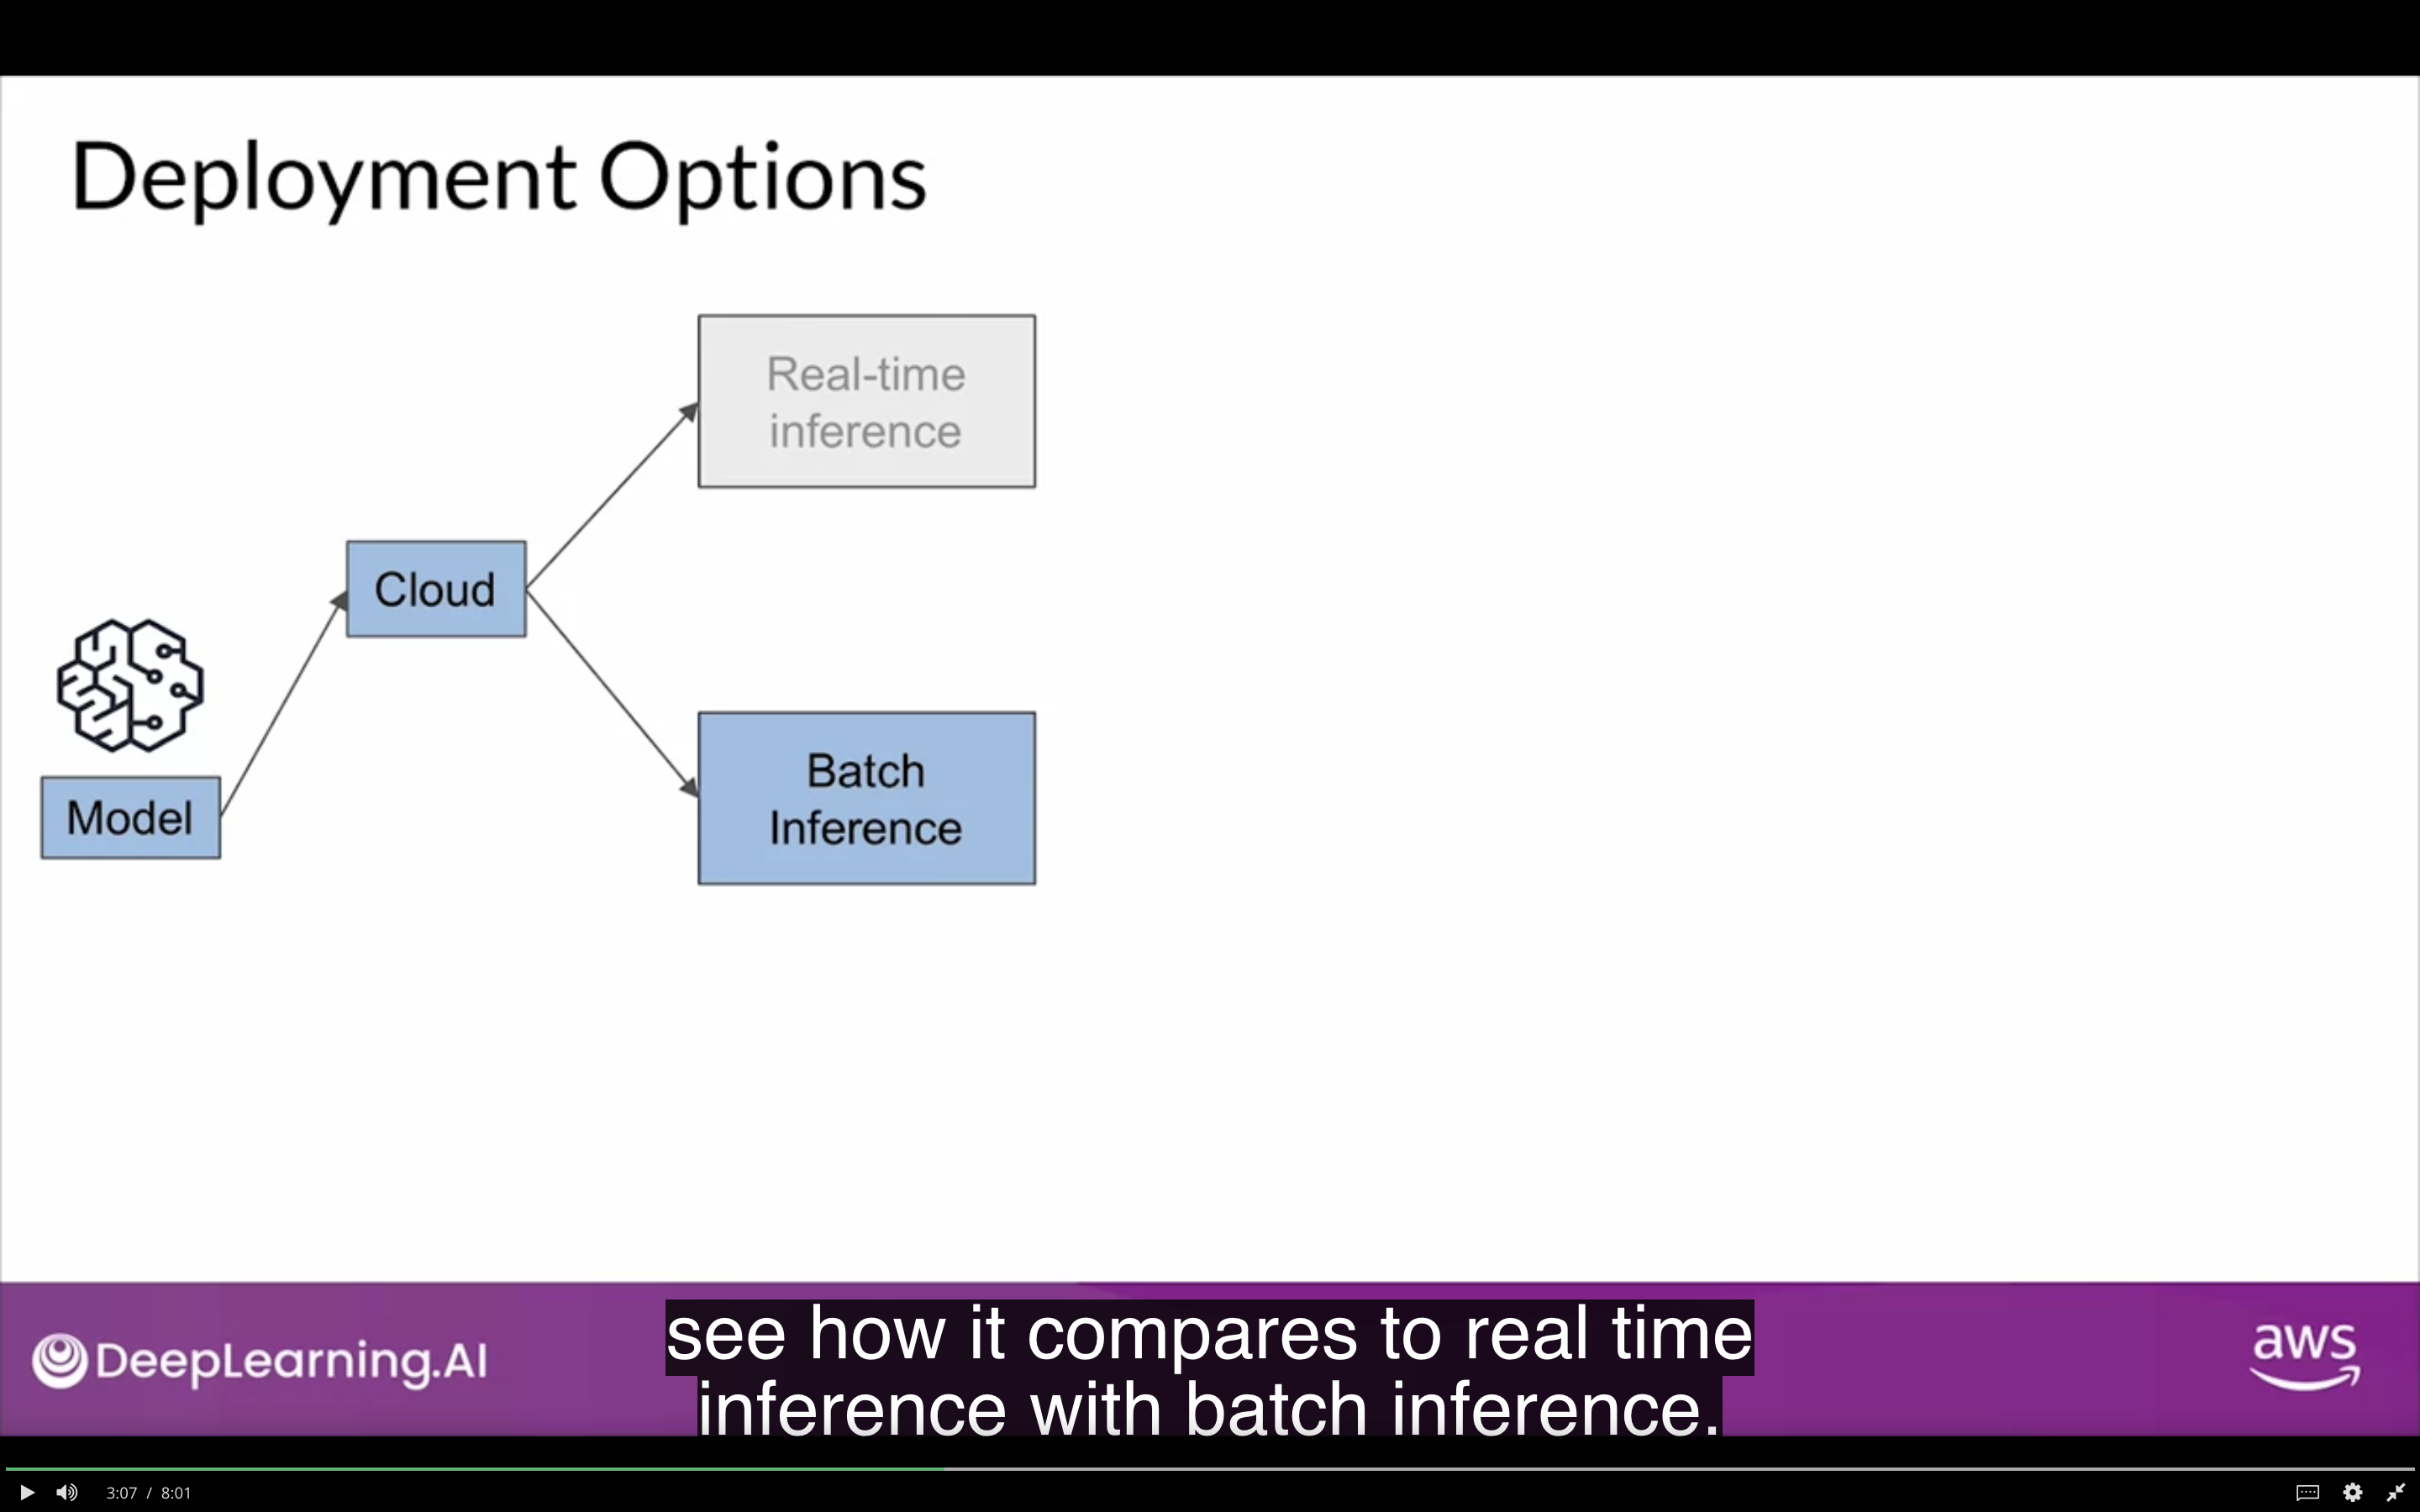 Deployment Options
Real-time
inference
Cloud
Model
Batch
Inference
DeepLearning.AI
see how it compares to real time
inference with batch inference.
aws
3:07 / 8:01